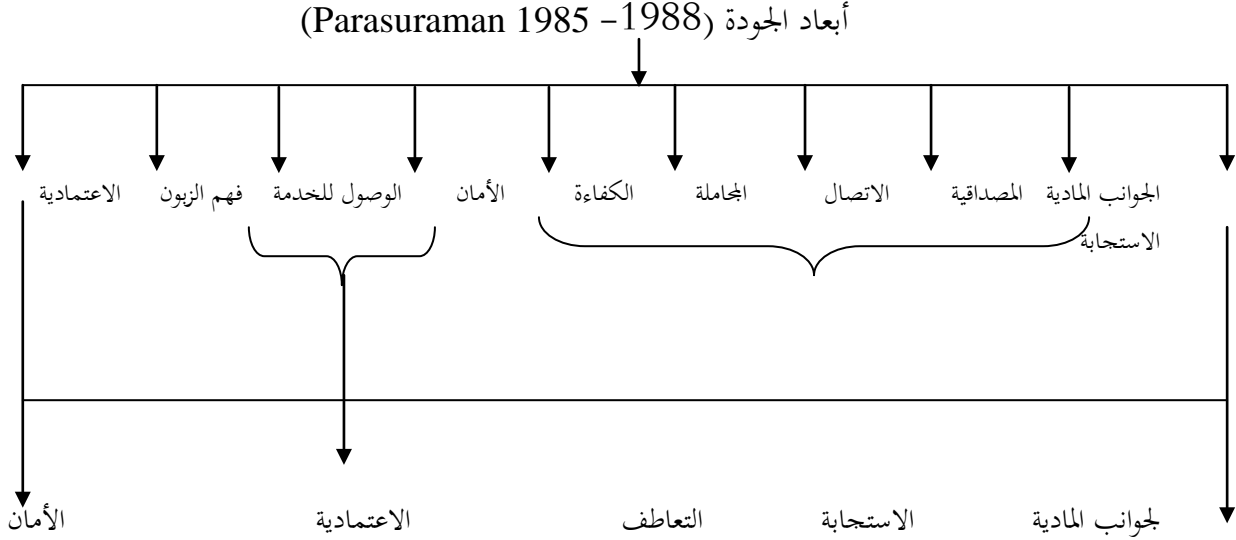 أبعاد الجودة (Parasuraman 1985 –1988)
الجوانب المادية المصداقية الاتصال المجاملة الكفاءة الأمان الوصول للخدمة فهم الزبون الاعتمادية
الاستجابة
لجوانب المادية الاستجابة التعاطف الاعتمادية الأمان